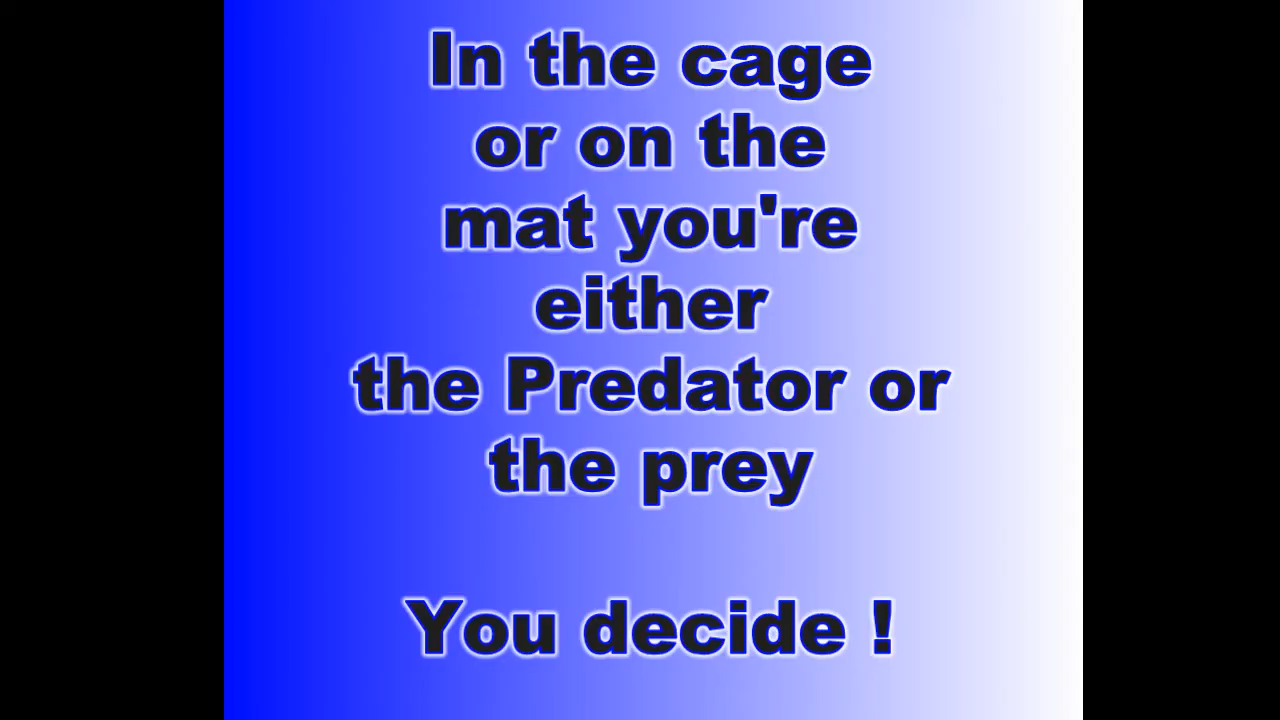 In the cage
or on the
mat you're
either
the Predator or
the prey
You decide !